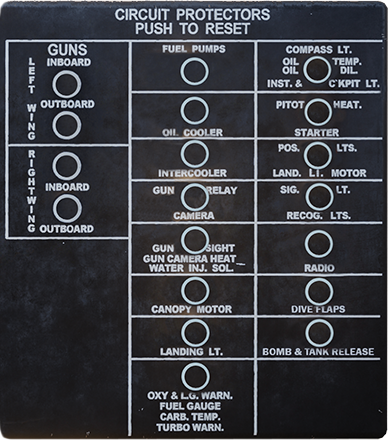 CIRCUIT PROTECTORS
PUSH TO RESET
GUNS
LEFT WING
INBOARD
OUTBOARD
RIGHT WING
INBOARD
OUTBOARD
FUEL PUMPS
OIL COOLER
INTERCOOLER
GUN RELAY
CAMERA
GUN SIGHT
GUN CAMERA HEAT
WATER INJ. SOL.
CANOPY MOTOR
LANDING LT.
OXY & L.G. WARN.
FUEL GAUGE
CARB. TEMP.
TURBO WARN.
COMPASS LT.
OIL TEMP.
OIL DIL.
INST. & C'KPIT LT.
PITOT HEAT.
STARTER
POS. LTS.
LAND. LT. MOTOR
SIG. LT.
RECOG. LTS.
RADIO
DIVE FLAPS
BOMB & TANK RELEASE